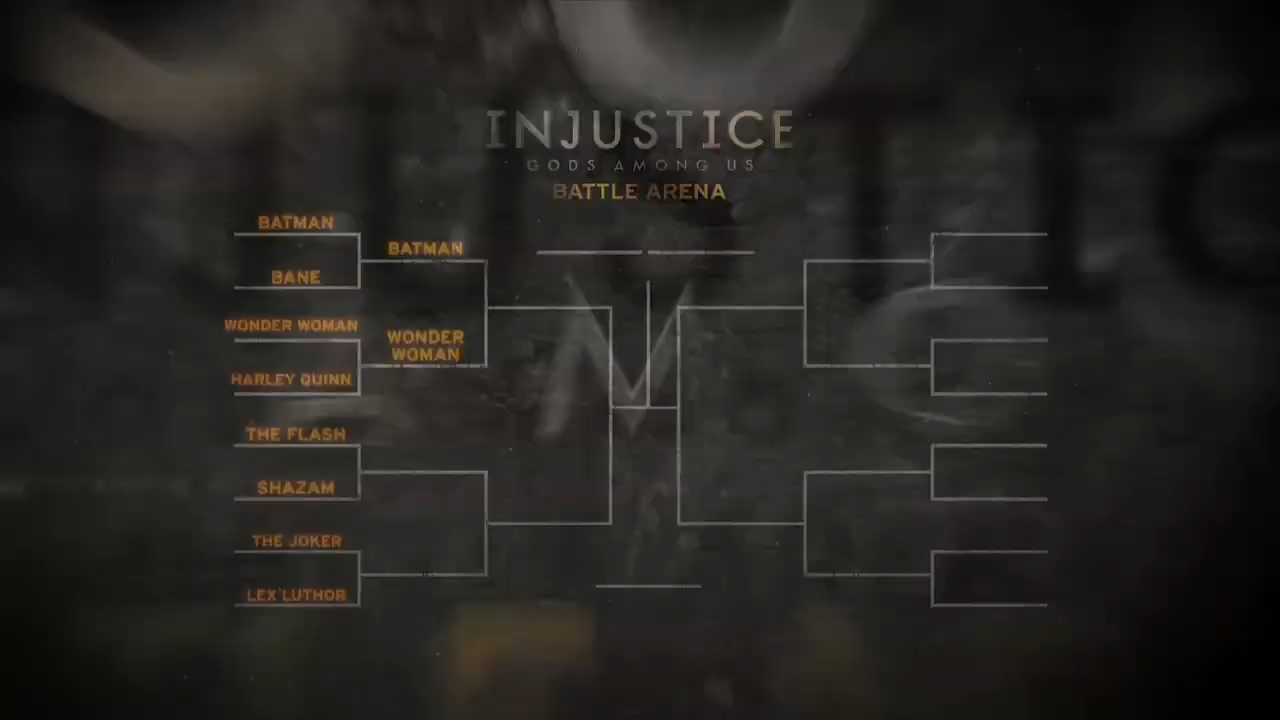 INJUSTICE
GODS AMONG US
BATTLE ARENA
BATMAN
BANE
WONDER WOMAN
HARLEY QUINN
THE FLASH
SHAZAM
THE JOKER
LEX LUTHOR
BATMAN
WONDER
WOMAN